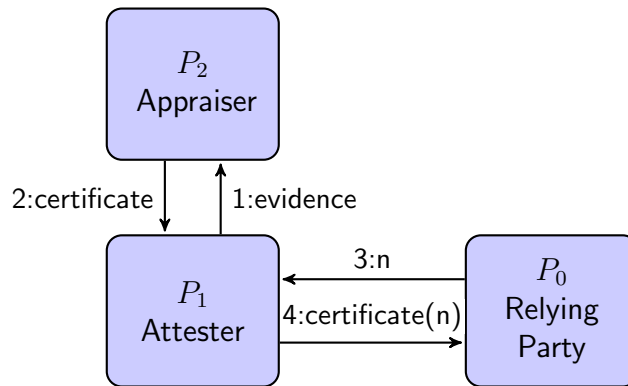 P₂
Appraiser
2:certificate
1:evidence
P₁
Attester
3:n
4:certificate(n)
P₀
Relying
Party